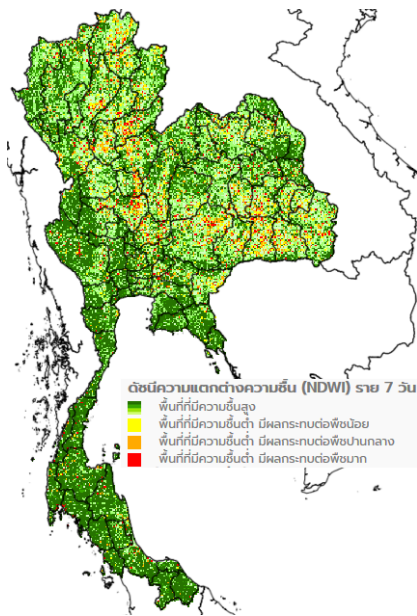 ดัชนีความแตกต่างความชื้น (NDWI) ราย 7 วัน
พื้นที่ที่มีความชื้นสูง
พื้นที่ที่มีความชื้นต่ำ มีผลกระทบต่อพืชน้อย
พื้นที่ที่มีความชื้นต่ำ มีผลกระทบต่อพืชปานกลาง
พื้นที่ที่มีความชื้นต่ำ มีผลกระทบต่อพืชมาก